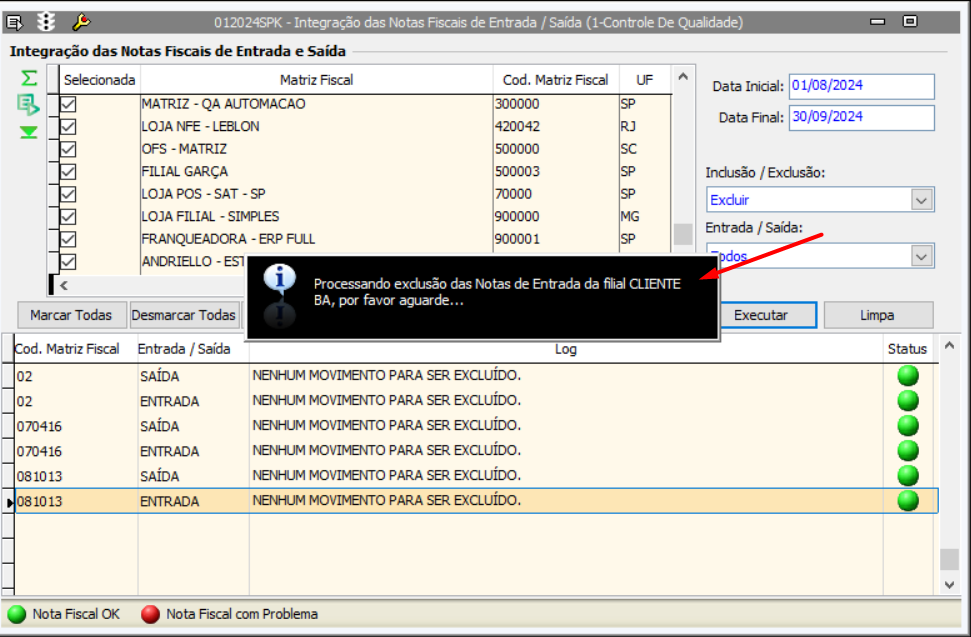 012024SPK - Integração das Notas Fiscais de Entrada / Saída (1-Controle De Qualidade)
Integração das Notas Fiscais de Entrada e Saída
Selecionada Matriz Fiscal Cod. Matriz Fiscal UF
MATRIZ - QA AUTOMACAO 300000 SP
LOJA NFE - LEBLON 420042 RJ
OFS - MATRIZ 500000 SC
FILIAL GARÇA 500003 SP
LOJA POS - SAT - SP 70000 SP
LOJA FILIAL - SIMPLES 900000 MG
FRANQUEADORA - ERP FULL 900001 SP
ANDRIELLO - EST
Data Inicial: 01/08/2024
Data Final: 30/09/2024
Inclusão / Exclusão:
Excluir
Entrada / Saída:
Todos
Processando exclusão das Notas de Entrada da filial CLIENTE
BA, por favor aguarde...
Marcar Todas Desmarcar Todas Executar Limpa
Cod. Matriz Fiscal Entrada / Saída Log Status
02 SAÍDA NENHUM MOVIMENTO PARA SER EXCLUÍDO.
02 ENTRADA NENHUM MOVIMENTO PARA SER EXCLUÍDO.
070416 SAÍDA NENHUM MOVIMENTO PARA SER EXCLUÍDO.
070416 ENTRADA NENHUM MOVIMENTO PARA SER EXCLUÍDO.
081013 SAÍDA NENHUM MOVIMENTO PARA SER EXCLUÍDO.
081013 ENTRADA NENHUM MOVIMENTO PARA SER EXCLUÍDO.
Nota Fiscal OK Nota Fiscal com Problema